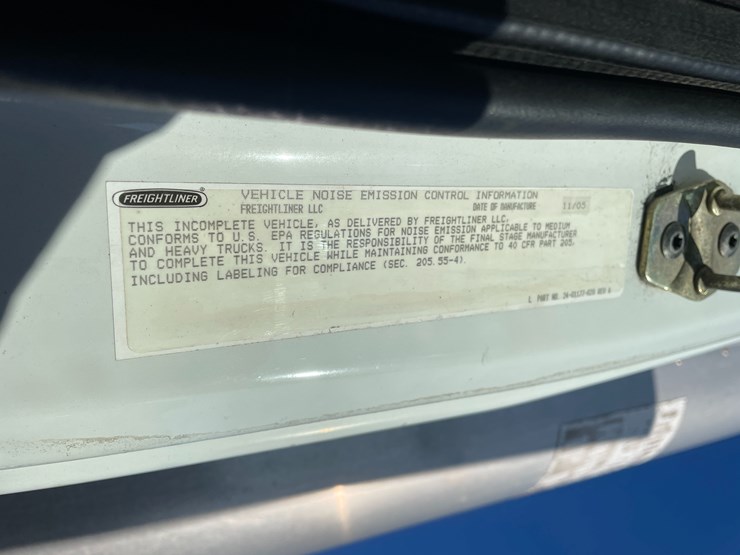 FREIGHTLINER® VEHICLE NOISE EMISSION CONTROL INFORMATION
FREIGHTLINER LLC DATE OF MANUFACTURE 11/05
THIS INCOMPLETE VEHICLE, AS DELIVERED BY FREIGHTLINER LLC,
CONFORMS TO U.S. EPA REGULATIONS FOR NOISE EMISSION APPLICABLE TO MEDIUM
AND HEAVY TRUCKS. IT IS THE RESPONSIBILITY OF THE FINAL STAGE MANUFACTURER
TO COMPLETE THIS VEHICLE WHILE MAINTAINING CONFORMANCE TO 40 CFR PART 205.
INCLUDING LABELING FOR COMPLIANCE (SEC. 205.55-4).
PART NO.